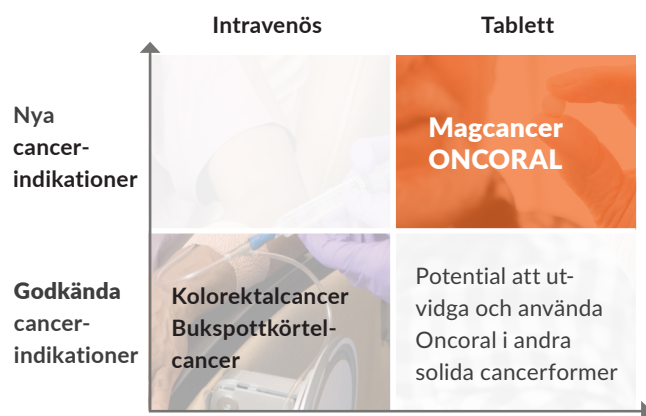 Intravenös
Tablett
Nya
cancer-
indikationer
Magcancer
ONCORAL
Godkända
cancer-
indikationer
Kolorektalcancer
Bukspottkörtel-
cancer
Potential att ut-
vidga och använda
Oncoral i andra
solida cancerformer